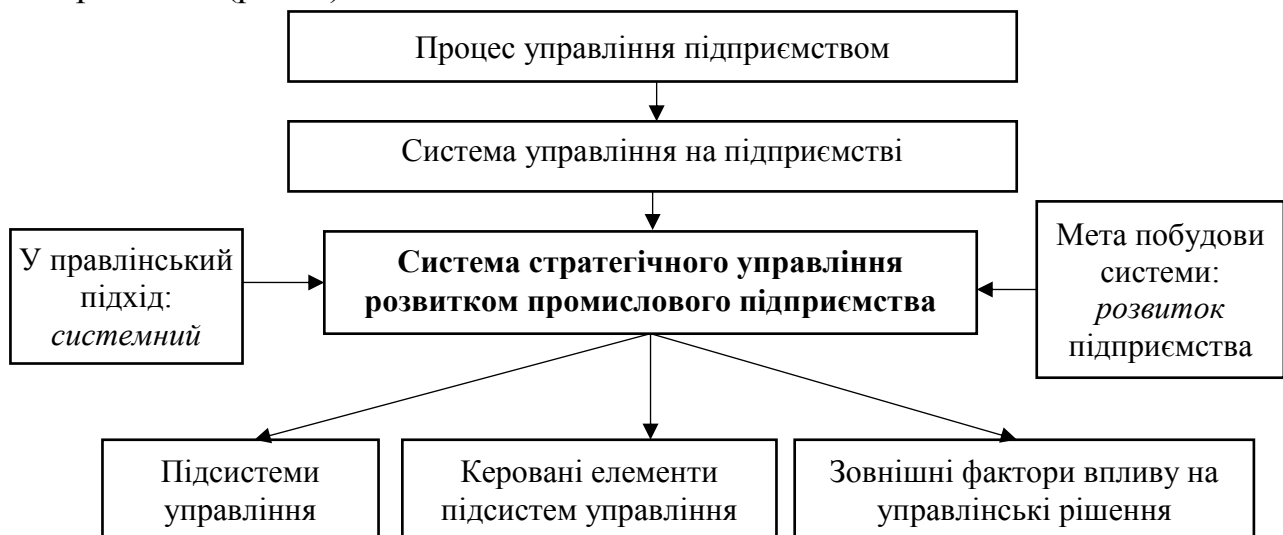 Процес управління підприємством
Система управління на підприємстві
У правлінський
підхід:
системний
Система стратегічного управління
розвитком промислового підприємства
Мета побудови
системи:
розвиток
підприємства
Підсистеми
управління
Керовані елементи
підсистем управління
Зовнішні фактори впливу на
управлінські рішення